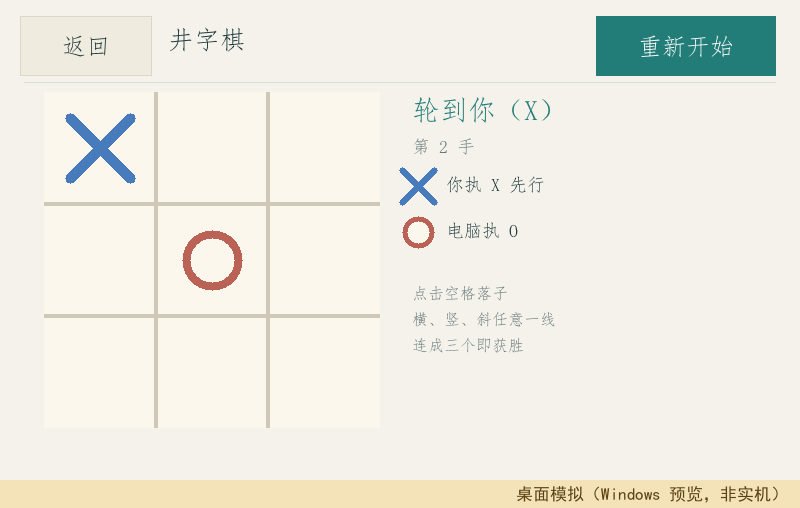 返回
井字棋
重新开始
轮到你（X）
第 2 手
你执 X 先行
电脑执 O
点击空格落子
横、竖、斜任意一线
连成三个即获胜
桌面模拟（Windows 预览，非实机）